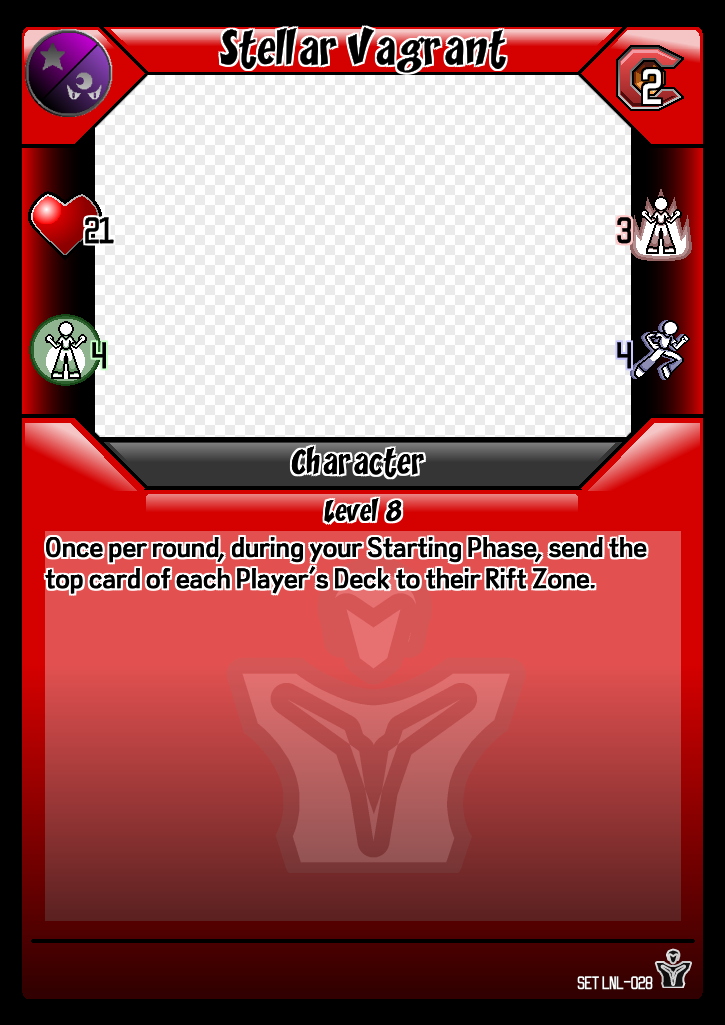 Stellar Vagrant
2
21
3
4
4
Character
Level 8
Once per round, during your Starting Phase, send the
top card of each Player's Deck to their Rift Zone.
SET LNL-028